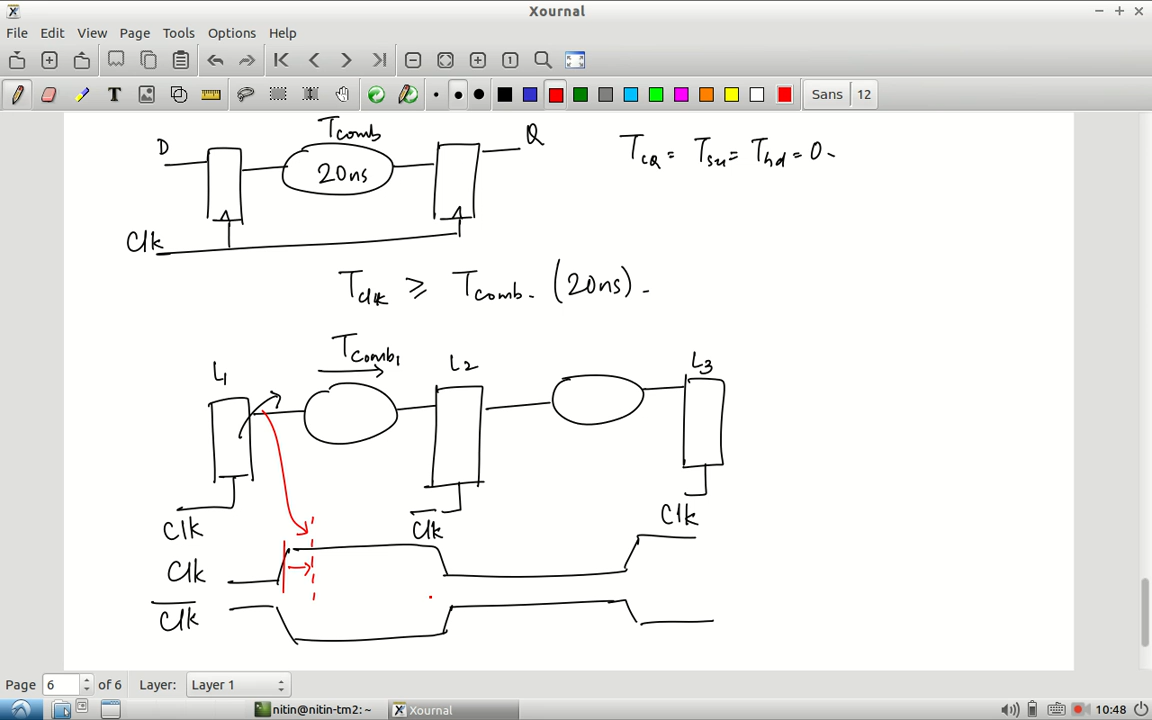 Xournal
File Edit View Page Tools Options Help
Sans 12
D Tcomb Q TCQ = Tsu = Thd = 0.
20ns
Clk
Tclk ≥ Tcomb. (20ns).
Tcomb1
L1 L2 L3
Clk C̅l̅k̅ Clk
Clk
C̅l̅k̅
Page 6 of 6 Layer: Layer 1
nitin@nitin-tm2: ~ Xournal 10:48